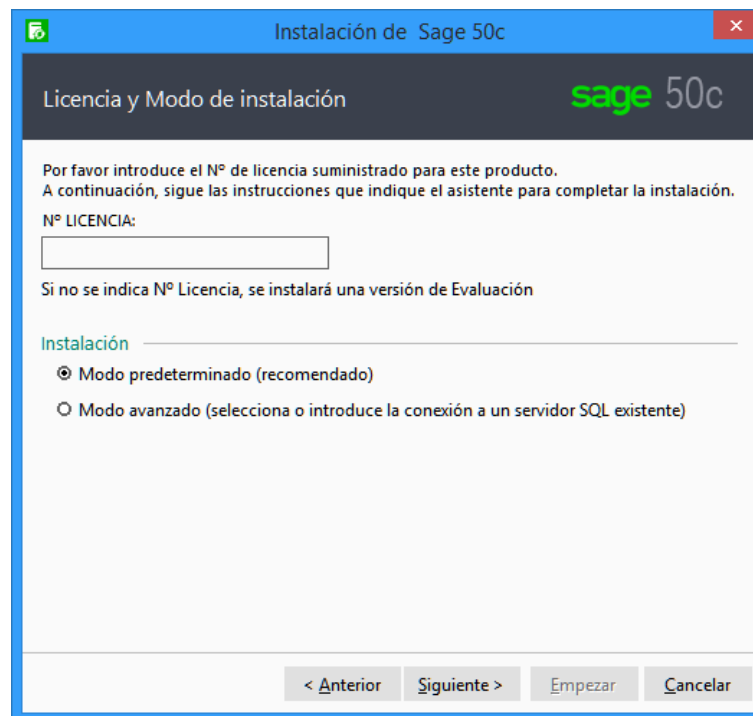 Instalación de  Sage 50c
Licencia y Modo de instalación
sage 50c
Por favor introduce el Nº de licencia suministrado para este producto.
A continuación, sigue las instrucciones que indique el asistente para completar la instalación.
Nº LICENCIA:
Si no se indica Nº Licencia, se instalará una versión de Evaluación
Instalación
Modo predeterminado (recomendado)
Modo avanzado (selecciona o introduce la conexión a un servidor SQL existente)
< Anterior Siguiente > Empezar Cancelar